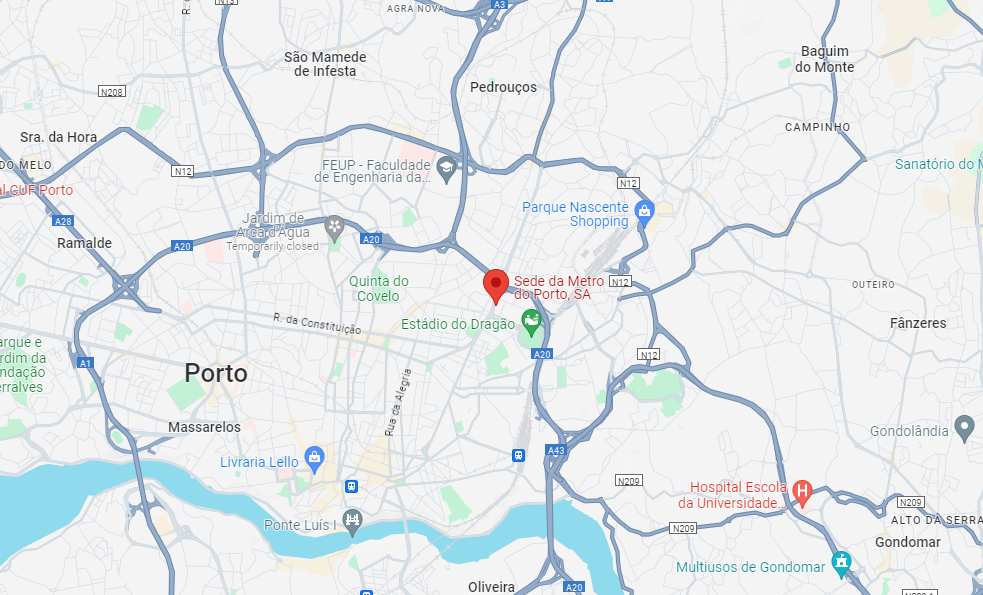 N13
A3
AGRA NOVA
São Mamede
de Infesta
Baguim
do Monte
Pedrouços
N208
CAMPINHO
Sra. da Hora
DO MELO
N12
FEUP - Faculdade
de Engenharia da...
Sanatório do M
al CUF Porto
N12
Parque Nascente
Shopping
A28
Jardim de
Arca d'Água
Temporarily closed
A20
A20
Ramalde
Quinta do
Covelo
Sede da Metro
do Porto, SA
N12
OUTEIRO
R. da Constituição
Estádio do Dragão
Fânzeres
arque e
rdim da
ndação
erralves
A1
A20
N12
Porto
Rua da Alegria
Massarelos
Gondolândia
A43
Livraria Lello
N209
Hospital Escola
da Universidade...
N209
ALTO DA SERRA
Ponte Luís I
N209
Gondomar
Multiusos de Gondomar
Oliveira
A20